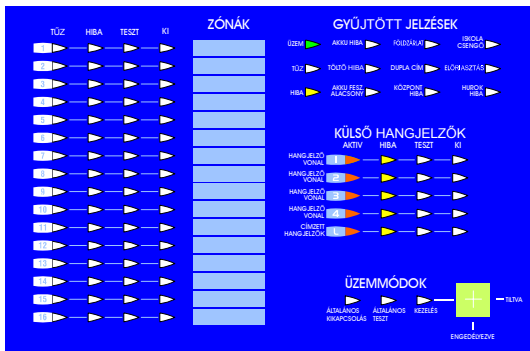 ZÓNÁK
TŰZ HIBA TESZT KI
1
2
3
4
5
6
7
8
9
10
11
12
13
14
15
16
GYŰJTÖTT JELZÉSEK
ÜZEM AKKU HIBA FÖLDZÁRLAT ISKOLA
CSENGŐ
TŰZ TÖLTŐ HIBA DUPLA CÍM ELŐRIASZTÁS
HIBA AKKU FESZ.
ALACSONY KÖZPONT
HIBA HUROK
HIBA
KÜLSŐ HANGJELZŐK
AKTIV HIBA TESZT KI
HANGJELZŐ
VONAL 1
HANGJELZŐ
VONAL 2
HANGJELZŐ
VONAL 3
HANGJELZŐ
VONAL 4
CÍMZETT
HANGJELZŐK L
ÜZEMMÓDOK
ÁLTALÁNOS
KIKAPCSOLÁS
ÁLTALÁNOS
TESZT
KEZELÉS
TILTVA
ENGEDÉLYEZVE